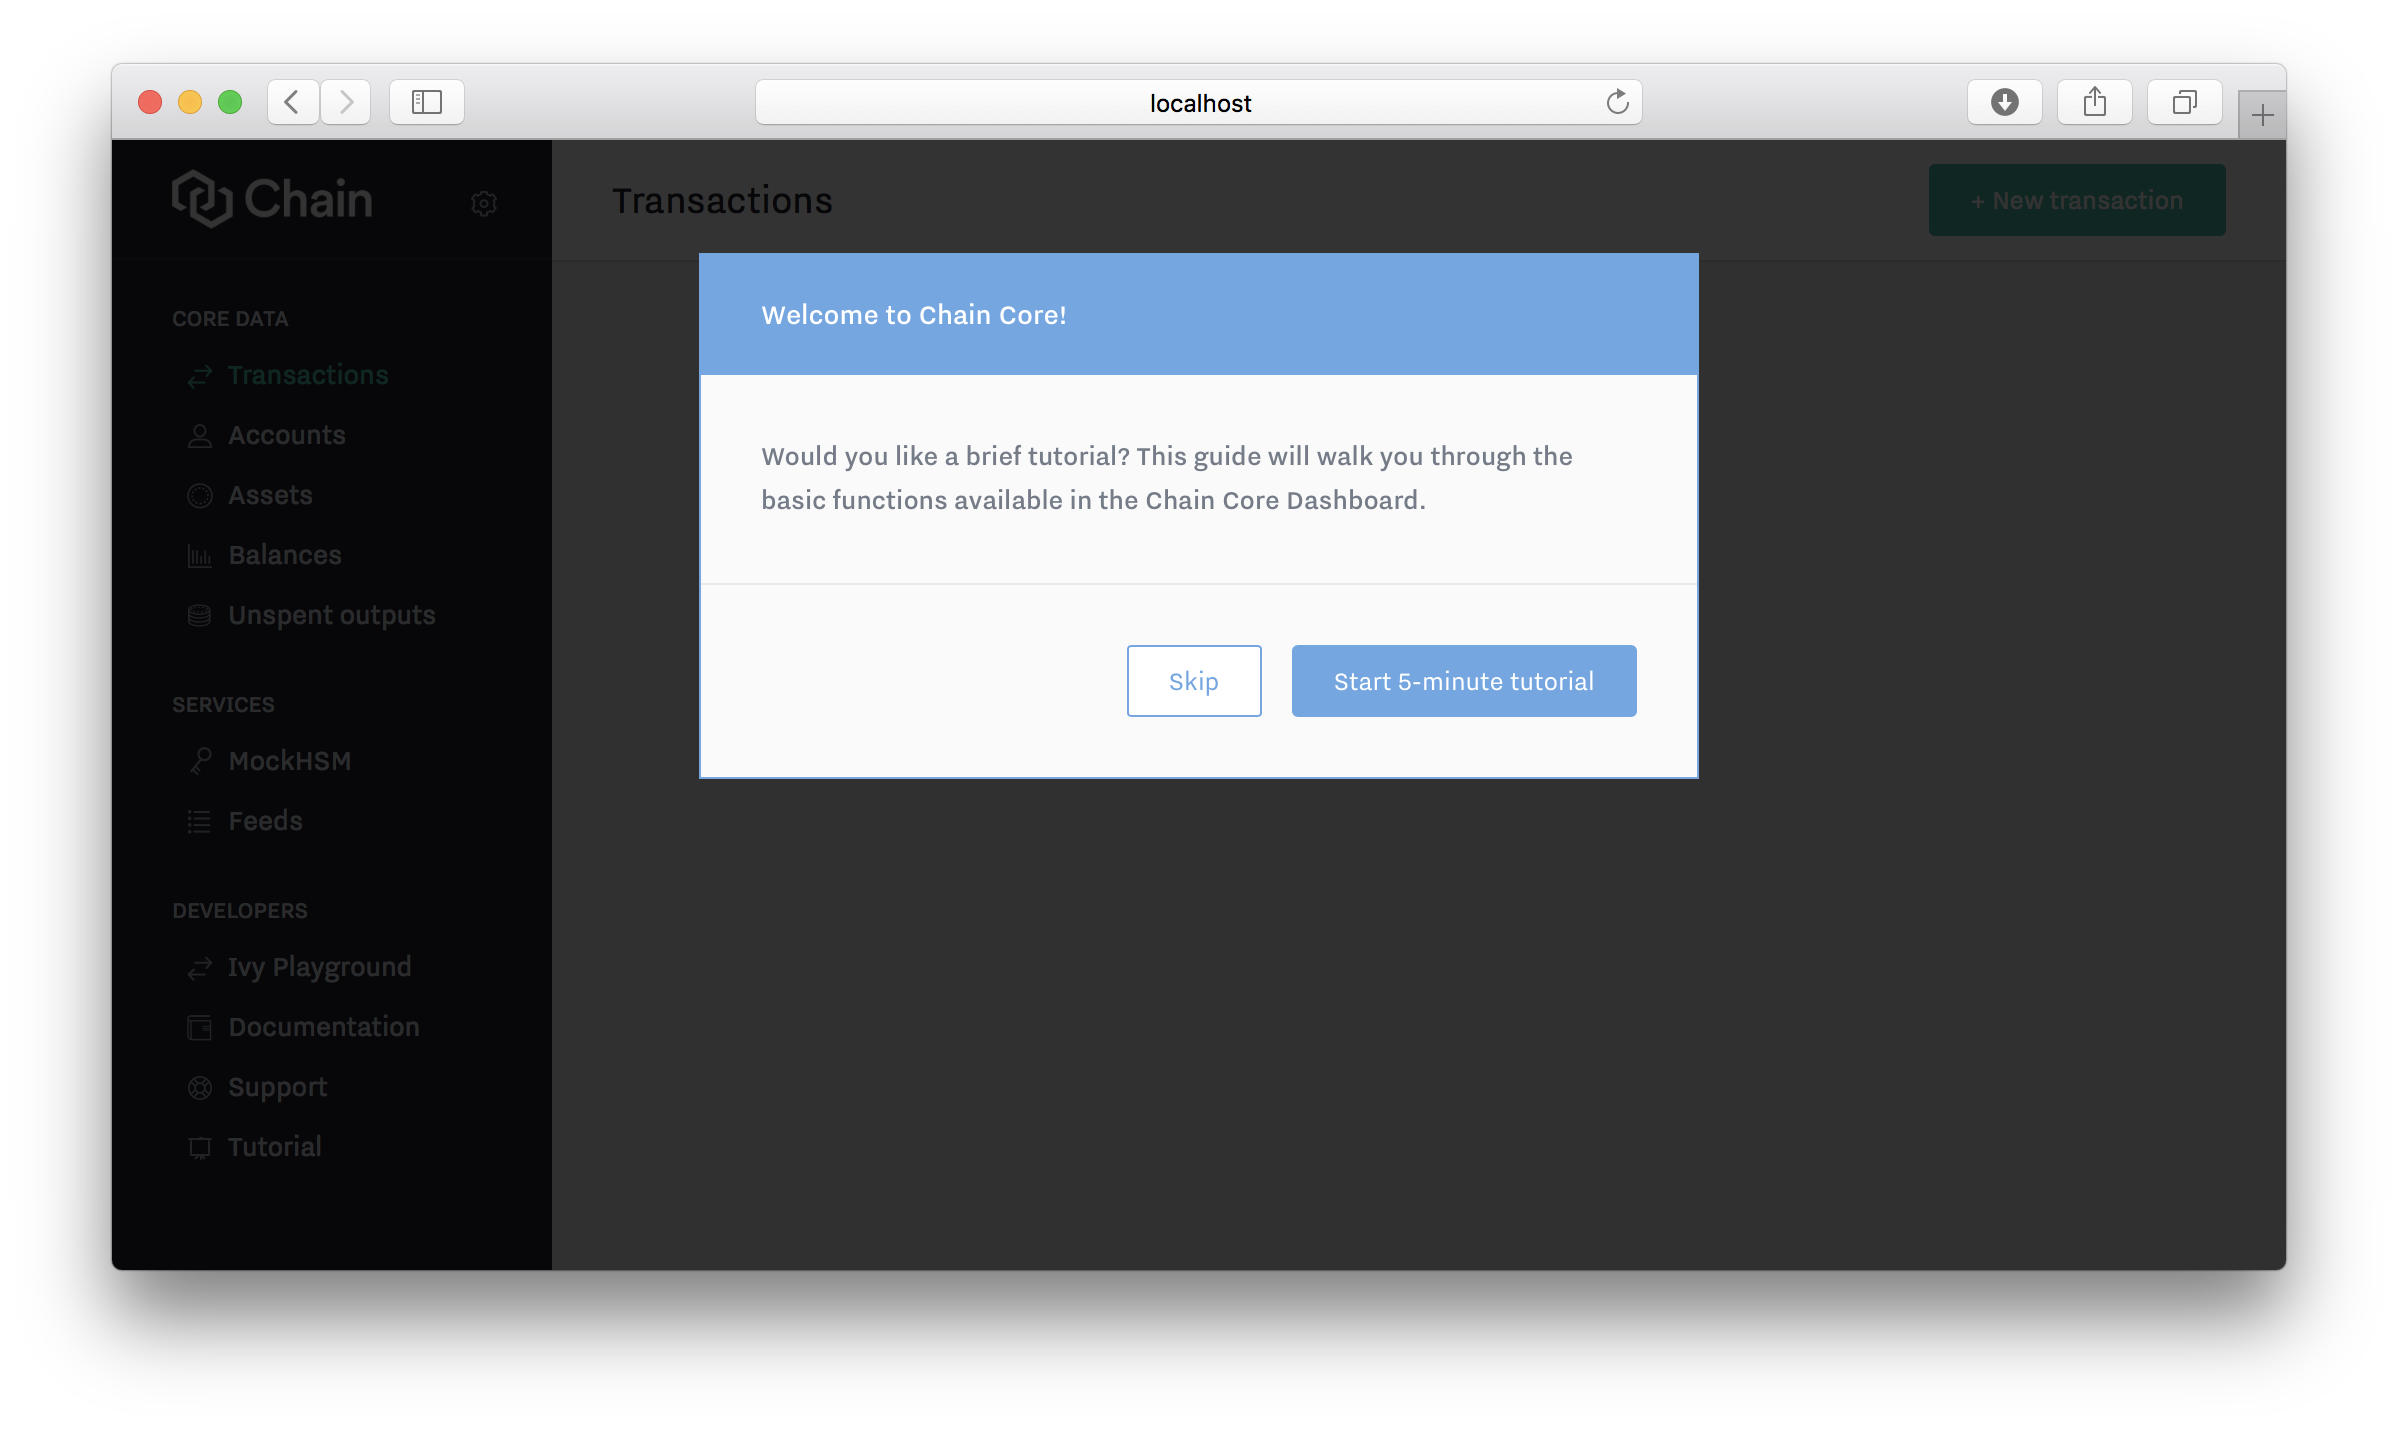 localhost
Chain
Transactions
+ New transaction
CORE DATA
Transactions
Accounts
Assets
Balances
Unspent outputs
SERVICES
MockHSM
Feeds
DEVELOPERS
Ivy Playground
Documentation
Support
Tutorial
Welcome to Chain Core!
Would you like a brief tutorial? This guide will walk you through the
basic functions available in the Chain Core Dashboard.
Skip
Start 5-minute tutorial